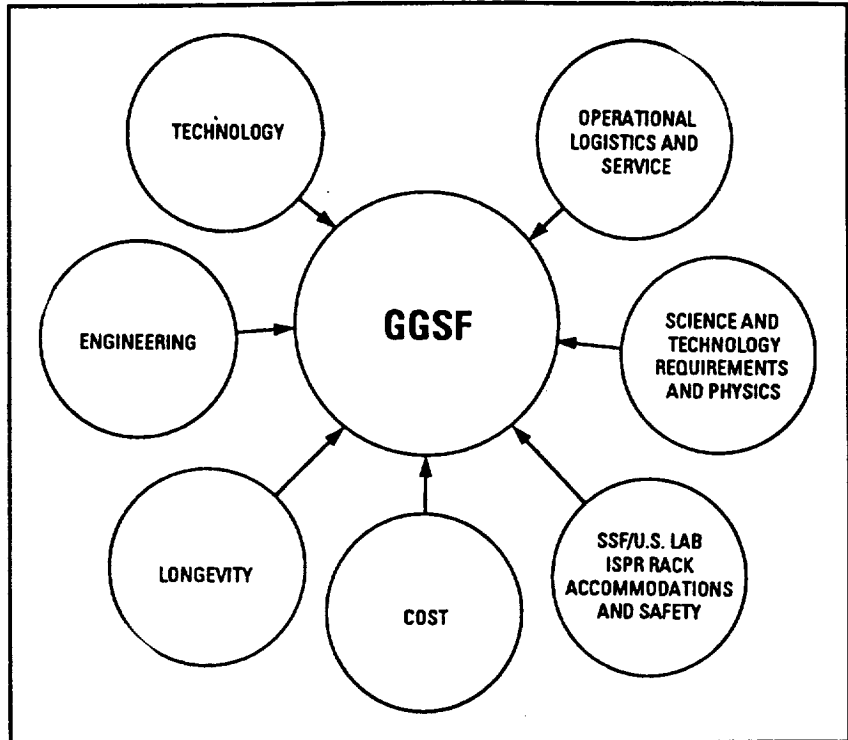 TECHNOLOGY
OPERATIONAL
LOGISTICS AND
SERVICE
ENGINEERING
GGSF
SCIENCE AND
TECHNOLOGY
REQUIREMENTS
AND PHYSICS
LONGEVITY
COST
SSF/U.S. LAB
ISPR RACK
ACCOMMODATIONS
AND SAFETY